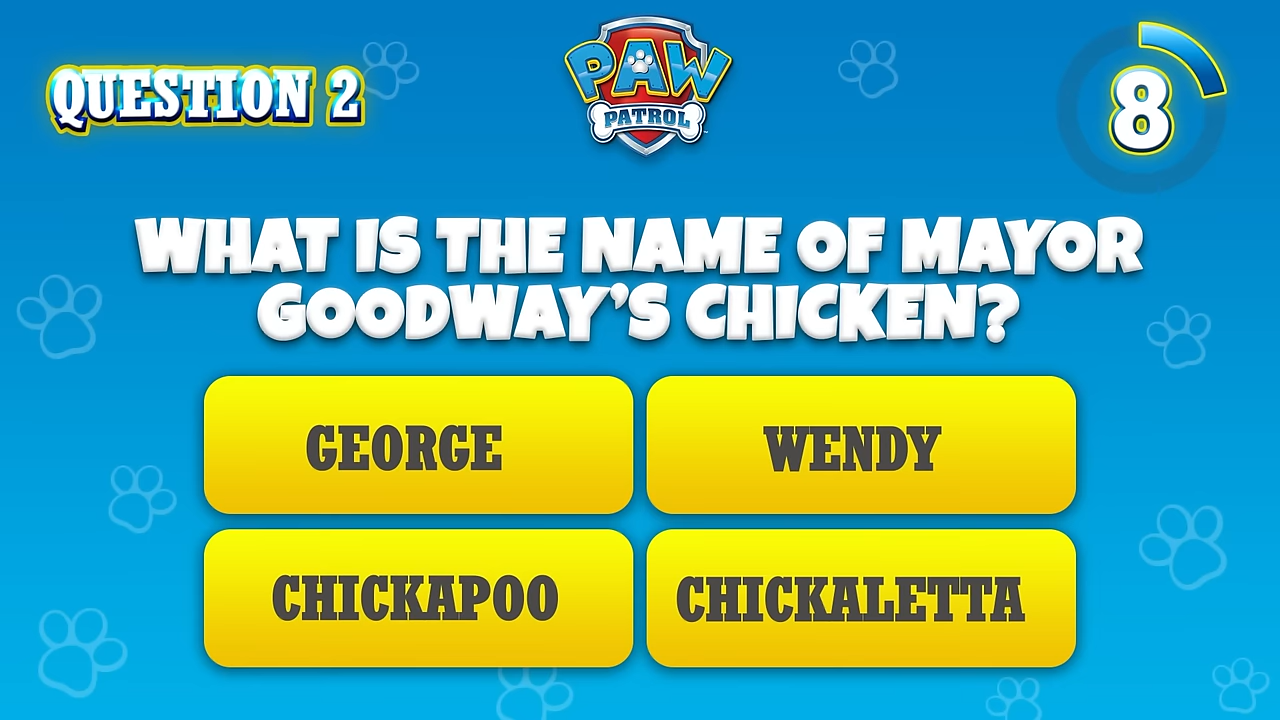 QUESTION 2
PAW
PATROL
8
WHAT IS THE NAME OF MAYOR
GOODWAY’S CHICKEN?
GEORGE
WENDY
CHICKAPOO
CHICKALETTA